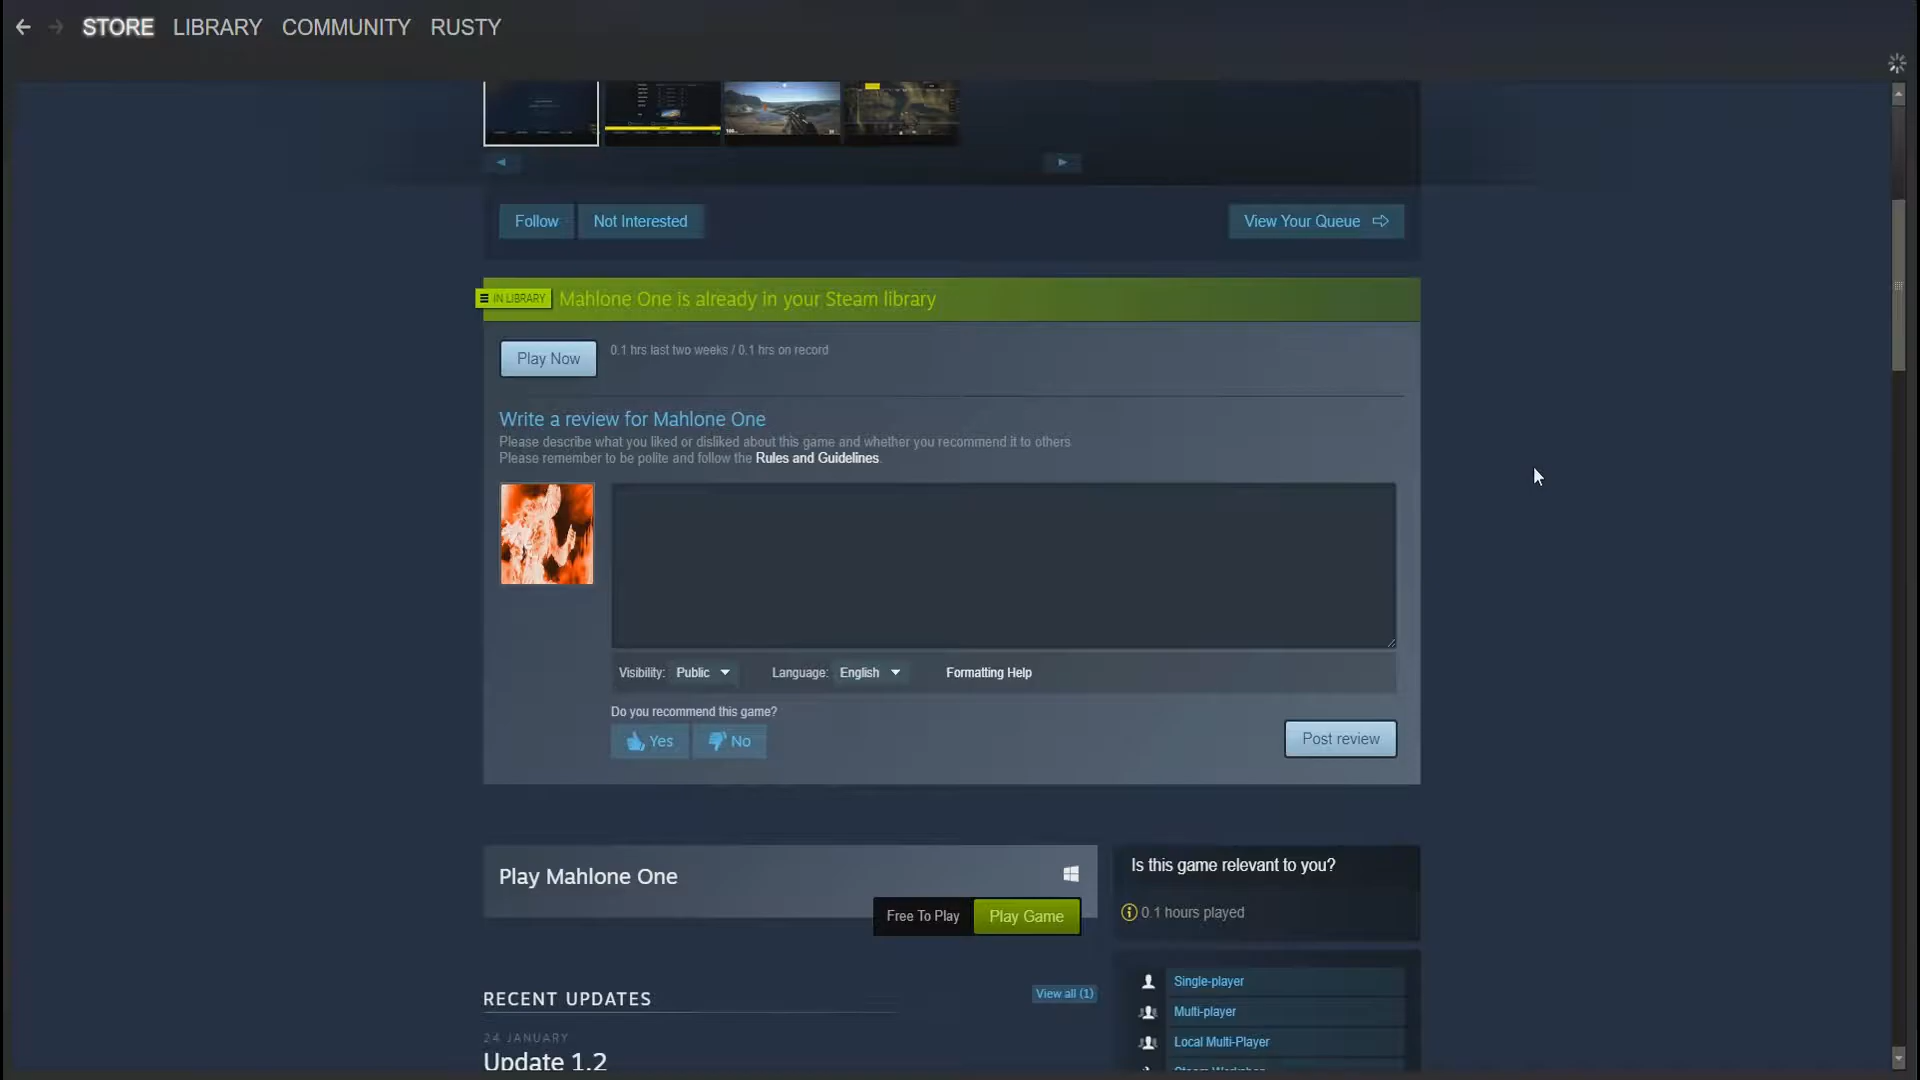 STORE LIBRARY COMMUNITY RUSTY
Follow Not Interested View Your Queue
IN LIBRARY Mahlone One is already in your Steam library
Play Now 0.1 hrs last two weeks / 0.1 hrs on record
Write a review for Mahlone One
Please describe what you liked or disliked about this game and whether you recommend it to others
Please remember to be polite and follow the Rules and Guidelines.
Visibility: Public Language: English Formatting Help
Do you recommend this game?
Yes No Post review
Play Mahlone One
Free To Play Play Game
Is this game relevant to you?
0.1 hours played
RECENT UPDATES View all (1)
24 JANUARY
Update 1.2
Single-player
Multi-player
Local Multi-Player